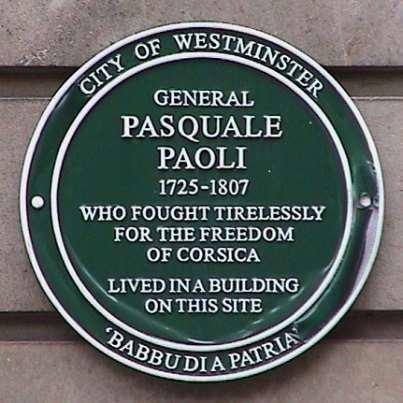 CITY OF WESTMINSTER
GENERAL
PASQUALE
PAOLI
1725-1807
WHO FOUGHT TIRELESSLY
FOR THE FREEDOM
OF CORSICA
LIVED IN A BUILDING
ON THIS SITE
'BABBU DI A PATRIA'